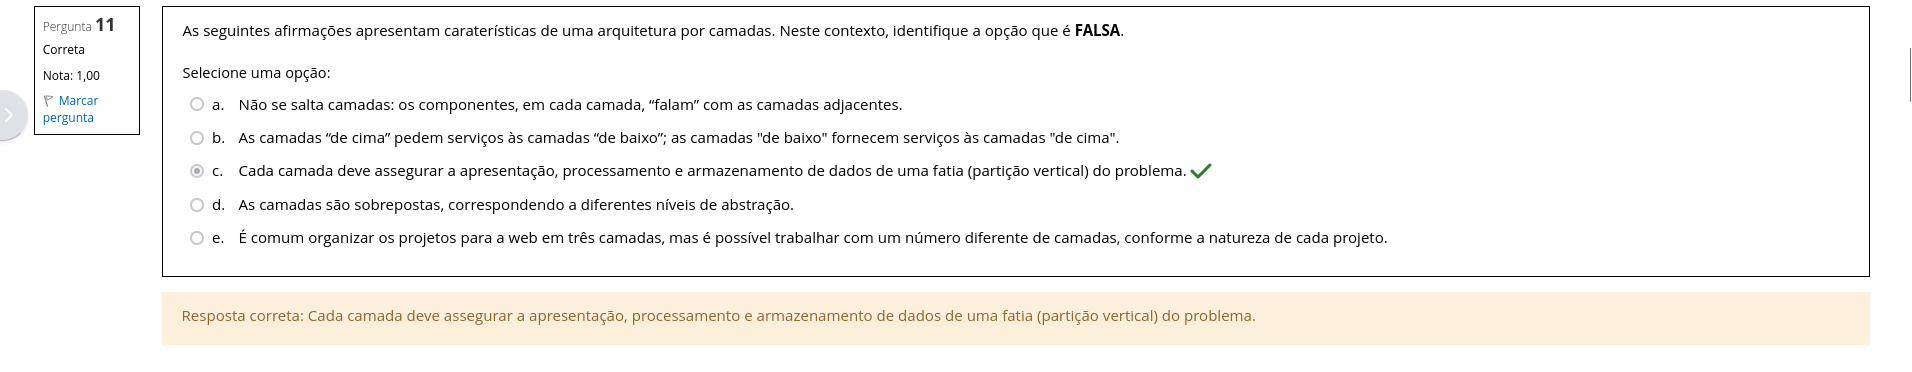 Pergunta 11
Correta
Nota: 1,00
Marcar
pergunta
As seguintes afirmações apresentam caraterísticas de uma arquitetura por camadas. Neste contexto, identifique a opção que é FALSA.
Selecione uma opção:
a. Não se salta camadas: os componentes, em cada camada, “falam” com as camadas adjacentes.
b. As camadas “de cima” pedem serviços às camadas “de baixo”; as camadas "de baixo" fornecem serviços às camadas "de cima".
c. Cada camada deve assegurar a apresentação, processamento e armazenamento de dados de uma fatia (partição vertical) do problema.
d. As camadas são sobrepostas, correspondendo a diferentes níveis de abstração.
e. É comum organizar os projetos para a web em três camadas, mas é possível trabalhar com um número diferente de camadas, conforme a natureza de cada projeto.
Resposta correta: Cada camada deve assegurar a apresentação, processamento e armazenamento de dados de uma fatia (partição vertical) do problema.